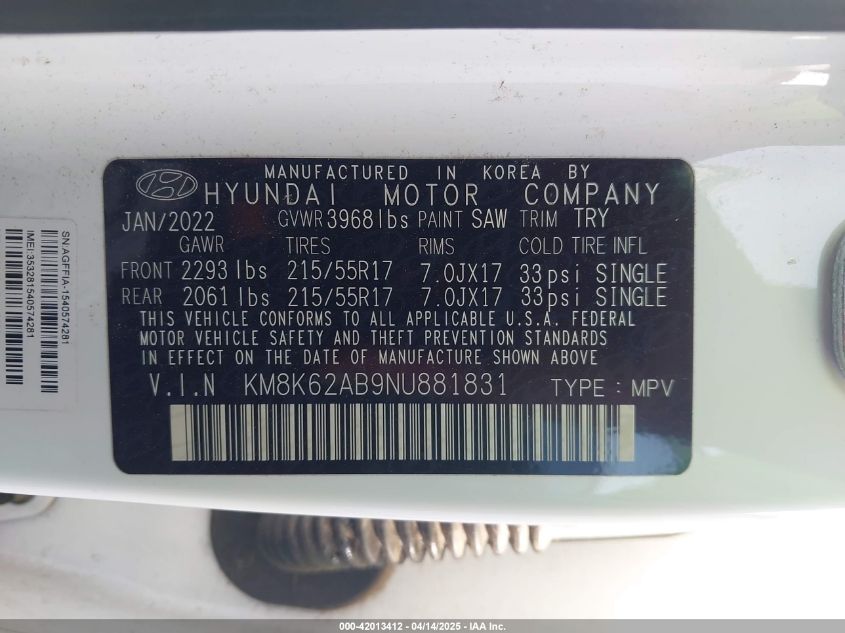 MANUFACTURED IN KOREA BY
HYUNDAI MOTOR COMPANY
JAN/2022 GVWR 3968lbs PAINT SAW TRIM TRY
GAWR TIRES RIMS COLD TIRE INFL
FRONT 2293 lbs 215/55R17 7.0JX17 33psi SINGLE
REAR 2061 lbs 215/55R17 7.0JX17 33psi SINGLE
THIS VEHICLE CONFORMS TO ALL APPLICABLE U.S.A. FEDERAL
MOTOR VEHICLE SAFETY AND THEFT PREVENTION STANDARDS
IN EFFECT ON THE DATE OF MANUFACTURE SHOWN ABOVE
V.I.N KM8K62AB9NU881831 TYPE : MPV
SN:AGFFIA-1540574281
IMEI:353281540574281
000-42013412 - 04/14/2025 - IAA Inc.